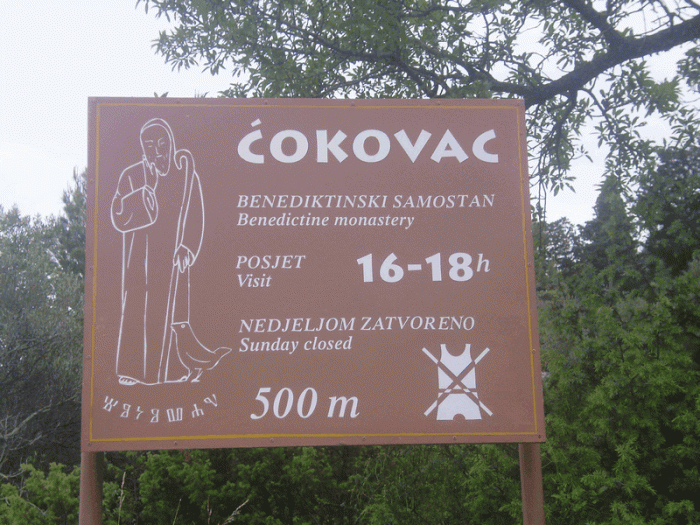 ĆOKOVAC
BENEDIKTINSKI SAMOSTAN
Benedictine monastery
POSJET
Visit
16-18h
NEDJELJOM ZATVORENO
Sunday closed
500 m